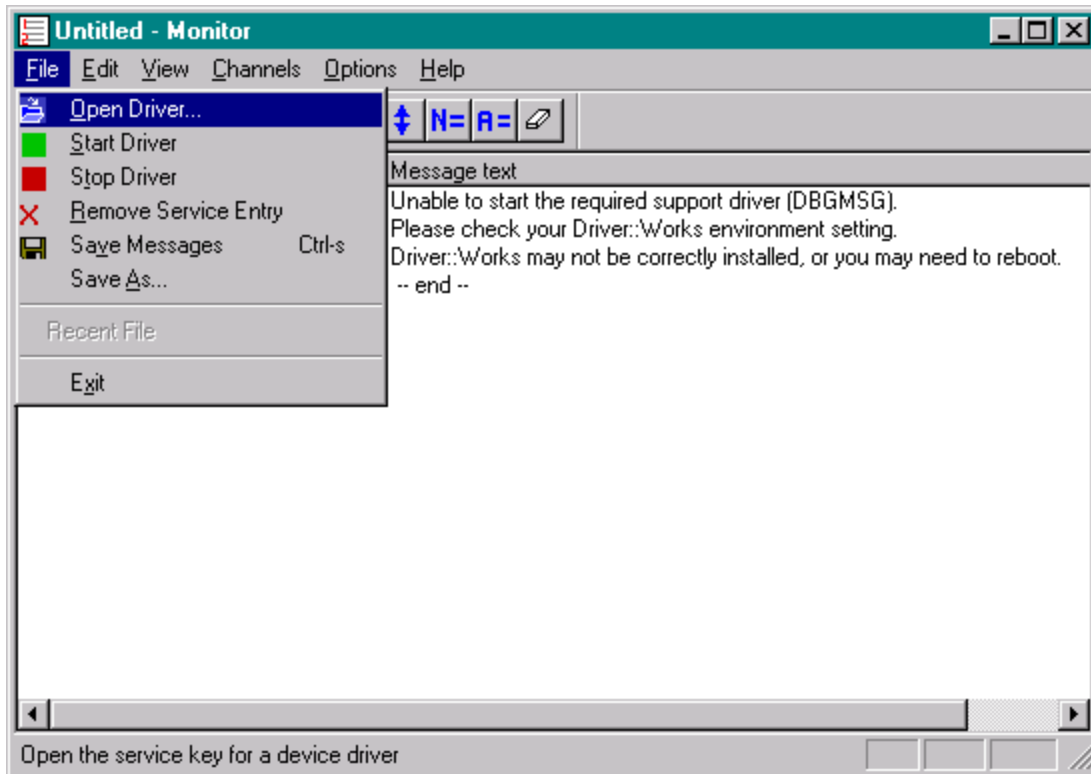 Untitled - Monitor
File Edit View Channels Options Help
Open Driver...
Start Driver
Stop Driver
Remove Service Entry
Save Messages Ctrl-s
Save As...
Recent File
Exit
N= A=
Message text
Unable to start the required support driver (DBGMSG).
Please check your Driver::Works environment setting.
Driver::Works may not be correctly installed, or you may need to reboot.
-- end --
Open the service key for a device driver